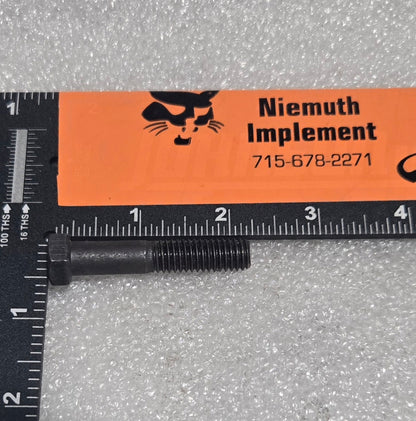 1
Niemuth
Implement
715-678-2271
100 THS
16 THS
1 2 3 4
1
2